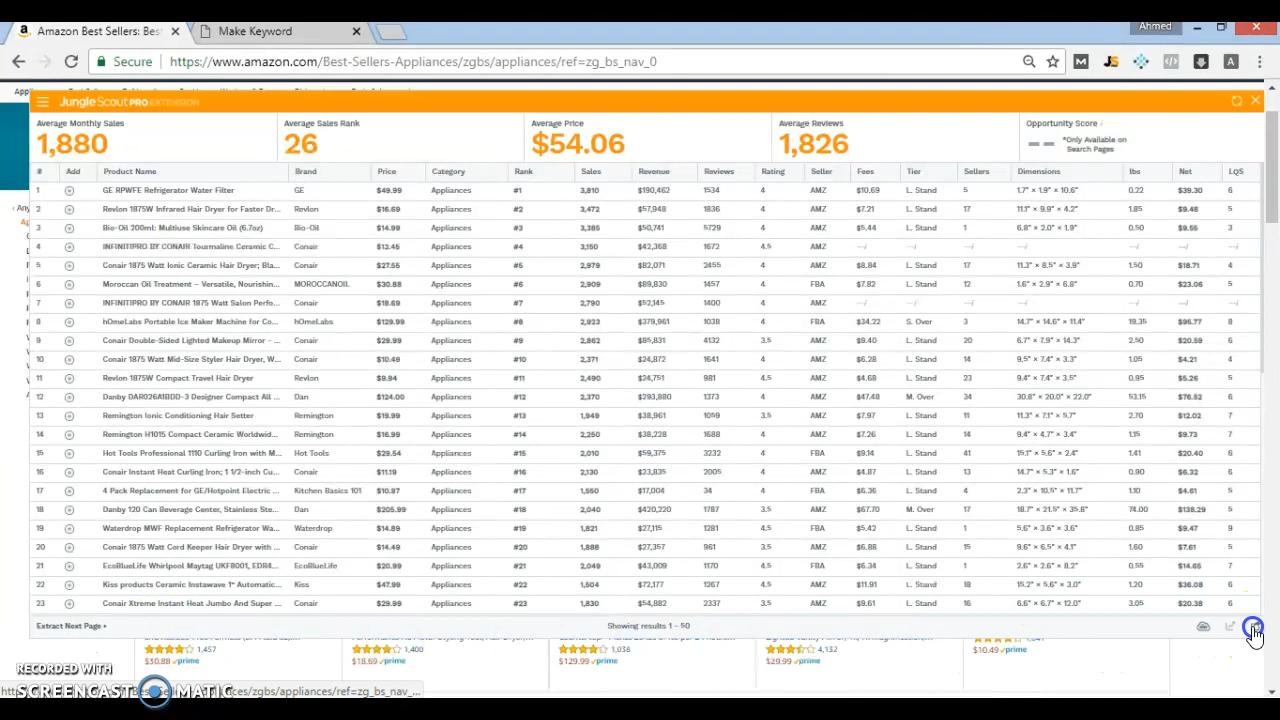 Amazon Best Sellers: Bes
Make Keyword
Ahmed
Secure https://www.amazon.com/Best-Sellers-Appliances/zgbs/appliances/ref=zg_bs_nav_0
Jungle Scout PRO EXTENSION
Average Monthly Sales Average Sales Rank Average Price Average Reviews Opportunity Score
1,880 26 $54.06 1,826 *Only Available on
Search Pages
# Add Product Name Brand Price Category Rank Sales Revenue Reviews Rating Seller Fees Tier Sellers Dimensions lbs Net LQS
1 GE RPWFE Refrigerator Water Filter GE $49.99 Appliances #1 3,810 $190,462 1534 4 AMZ $10.69 L. Stand 5 1.7" x 1.9" x 10.6" 0.22 $39.30 6
2 Revlon 1875W Infrared Hair Dryer for Faster Dr... Revlon $16.69 Appliances #2 3,472 $57,948 1836 4 AMZ $7.21 L. Stand 17 11.1" x 9.9" x 4.2" 1.85 $9.48 5
3 Bio-Oil 200ml: Multiuse Skincare Oil (6.7oz) Bio-Oil $14.99 Appliances #3 3,385 $50,741 5729 4 AMZ $5.44 L. Stand 1 6.8" x 2.0" x 1.9" 0.50 $9.55 3
4 INFINITIPRO BY CONAIR Tourmaline Ceramic C... Conair $13.45 Appliances #4 3,150 $42,368 1672 4.5 AMZ
5 Conair 1875 Watt Ionic Ceramic Hair Dryer; Bla... Conair $27.55 Appliances #5 2,979 $82,071 2455 4 AMZ $8.84 L. Stand 17 11.3" x 8.5" x 3.9" 1.50 $18.71 4
6 Moroccan Oil Treatment – Versatile, Nourishin... MOROCCANOIL $30.88 Appliances #6 2,909 $89,830 1457 4 FBA $7.82 L. Stand 12 1.6" x 2.9" x 6.8" 0.70 $23.06 5
7 INFINITIPRO BY CONAIR 1875 Watt Salon Perfo... Conair $18.69 Appliances #7 2,790 $52,145 1400 4 AMZ
8 hOmeLabs Portable Ice Maker Machine for Co... hOmeLabs $129.99 Appliances #8 2,923 $379,961 1038 4 FBA $34.22 S. Over 3 14.7" x 14.6" x 11.4" 19.35 $95.77 8
9 Conair Double-Sided Lighted Makeup Mirror - ... Conair $29.99 Appliances #9 2,862 $85,831 4132 3.5 AMZ $9.40 L. Stand 20 6.7" x 7.9" x 14.3" 2.50 $20.59 6
10 Conair 1875 Watt Mid-Size Styler Hair Dryer, W... Conair $10.49 Appliances #10 2,371 $24,872 1641 4 AMZ $6.28 L. Stand 14 9.5" x 7.4" x 3.3" 1.05 $4.21 4
11 Revlon 1875W Compact Travel Hair Dryer Revlon $9.94 Appliances #11 2,490 $24,751 981 4.5 AMZ $4.68 L. Stand 23 9.4" x 7.4" x 3.5" 0.95 $5.26 5
12 Danby DAR026A1BDD-3 Designer Compact All ... Dan $124.00 Appliances #12 2,370 $293,880 1373 4 AMZ $47.48 M. Over 34 30.8" x 20.0" x 22.0" 53.15 $76.52 6
13 Remington Ionic Conditioning Hair Setter Remington $19.99 Appliances #13 1,949 $38,961 1059 3.5 AMZ $7.97 L. Stand 11 11.3" x 7.1" x 5.7" 2.70 $12.02 7
14 Remington H1015 Compact Ceramic Worldwid... Remington $16.99 Appliances #14 2,250 $38,228 1688 4 AMZ $7.26 L. Stand 14 9.4" x 4.7" x 3.4" 1.15 $9.73 7
15 Hot Tools Professional 1110 Curling Iron with M... Hot Tools $29.54 Appliances #15 2,010 $59,375 3232 4 FBA $9.14 L. Stand 41 15.1" x 5.6" x 2.4" 1.41 $20.40 6
16 Conair Instant Heat Curling Iron; 1 1/2-inch Cu... Conair $11.19 Appliances #16 2,130 $23,835 2005 4 AMZ $4.87 L. Stand 13 14.7" x 5.3" x 1.6" 0.90 $6.32 6
17 4 Pack Replacement for GE/Hotpoint Electric ... Kitchen Basics 101 $10.97 Appliances #17 1,550 $17,004 34 4 FBA $6.36 L. Stand 4 2.3" x 10.5" x 11.7" 1.10 $4.61 5
18 Danby 120 Can Beverage Center, Stainless Ste... Dan $205.99 Appliances #18 2,040 $420,220 1787 3.5 AMZ $67.70 M. Over 17 18.7" x 21.5" x 35.8" 74.00 $138.29 5
19 Waterdrop MWF Replacement Refrigerator Wa... Waterdrop $14.89 Appliances #19 1,821 $27,115 1281 4.5 FBA $5.42 L. Stand 1 5.6" x 3.6" x 3.6" 0.85 $9.47 9
20 Conair 1875 Watt Cord Keeper Hair Dryer with ... Conair $14.49 Appliances #20 1,888 $27,357 961 3.5 AMZ $6.88 L. Stand 15 9.6" x 6.5" x 4.1" 1.60 $7.61 5
21 EcoBlueLife Whirlpool Maytag UKF8001, EDR4... EcoBlueLife $20.99 Appliances #21 2,049 $43,009 1170 4.5 FBA $6.34 L. Stand 1 2.6" x 2.6" x 8.2" 0.55 $14.65 7
22 Kiss products Ceramic Instawave 1" Automatic... Kiss $47.99 Appliances #22 1,504 $72,177 1267 4.5 AMZ $11.91 L. Stand 18 15.2" x 5.6" x 3.0" 1.20 $36.08 6
23 Conair Xtreme Instant Heat Jumbo And Super ... Conair $29.99 Appliances #23 1,830 $54,882 2337 3.5 AMZ $9.61 L. Stand 16 6.6" x 6.7" x 12.0" 3.05 $20.38 6
Extract Next Page Showing results 1 - 50
1,457 1,400 1,036 4,132
$30.88 prime $18.69 prime $129.99 prime $29.99 prime $10.49 prime
RECORDED WITH
SCREENCAST MATIC
zgbs/appliances/ref=zg_bs_nav_...